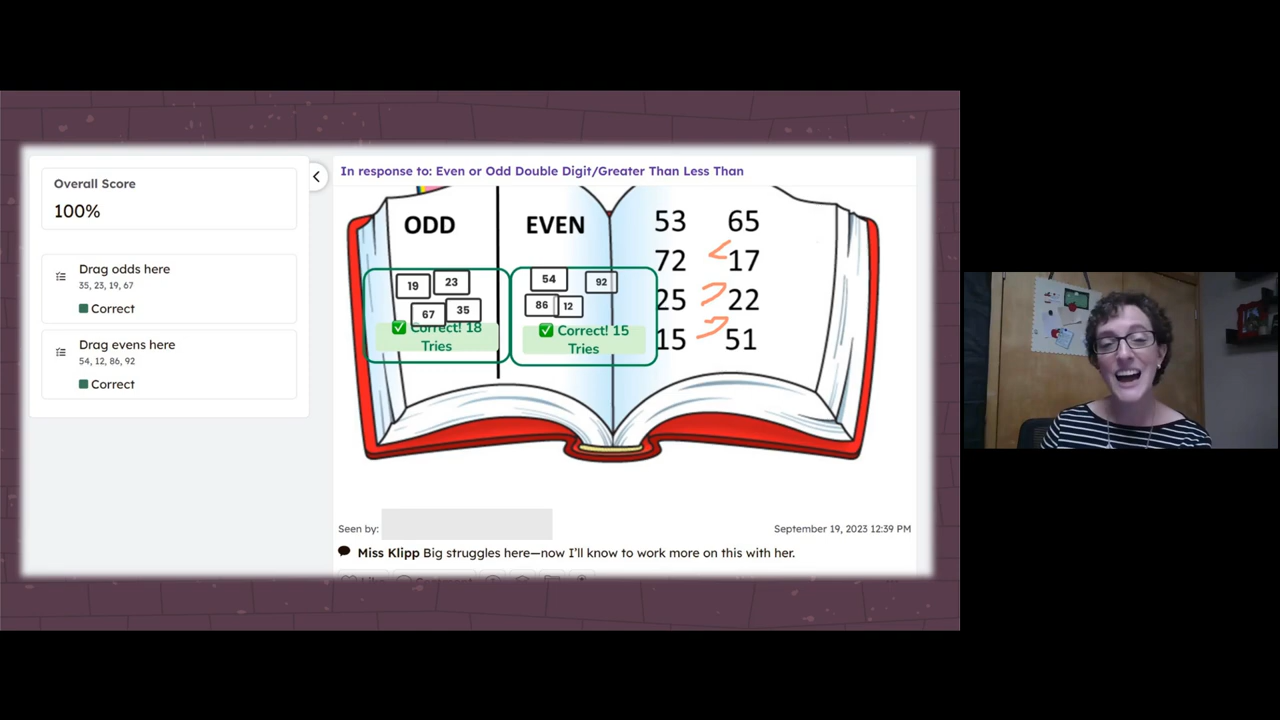 Overall Score
100%
Drag odds here
35, 23, 19, 67
Correct
Drag evens here
54, 12, 86, 92
Correct
In response to: Even or Odd Double Digit/Greater Than Less Than
ODD
EVEN
19
23
67
35
Correct! 18
Tries
54
92
86
12
Correct! 15
Tries
53 65
72 < 17
25 > 22
15 > 51
Seen by:
September 19, 2023 12:39 PM
Miss Klipp Big struggles here—now I'll know to work more on this with her.